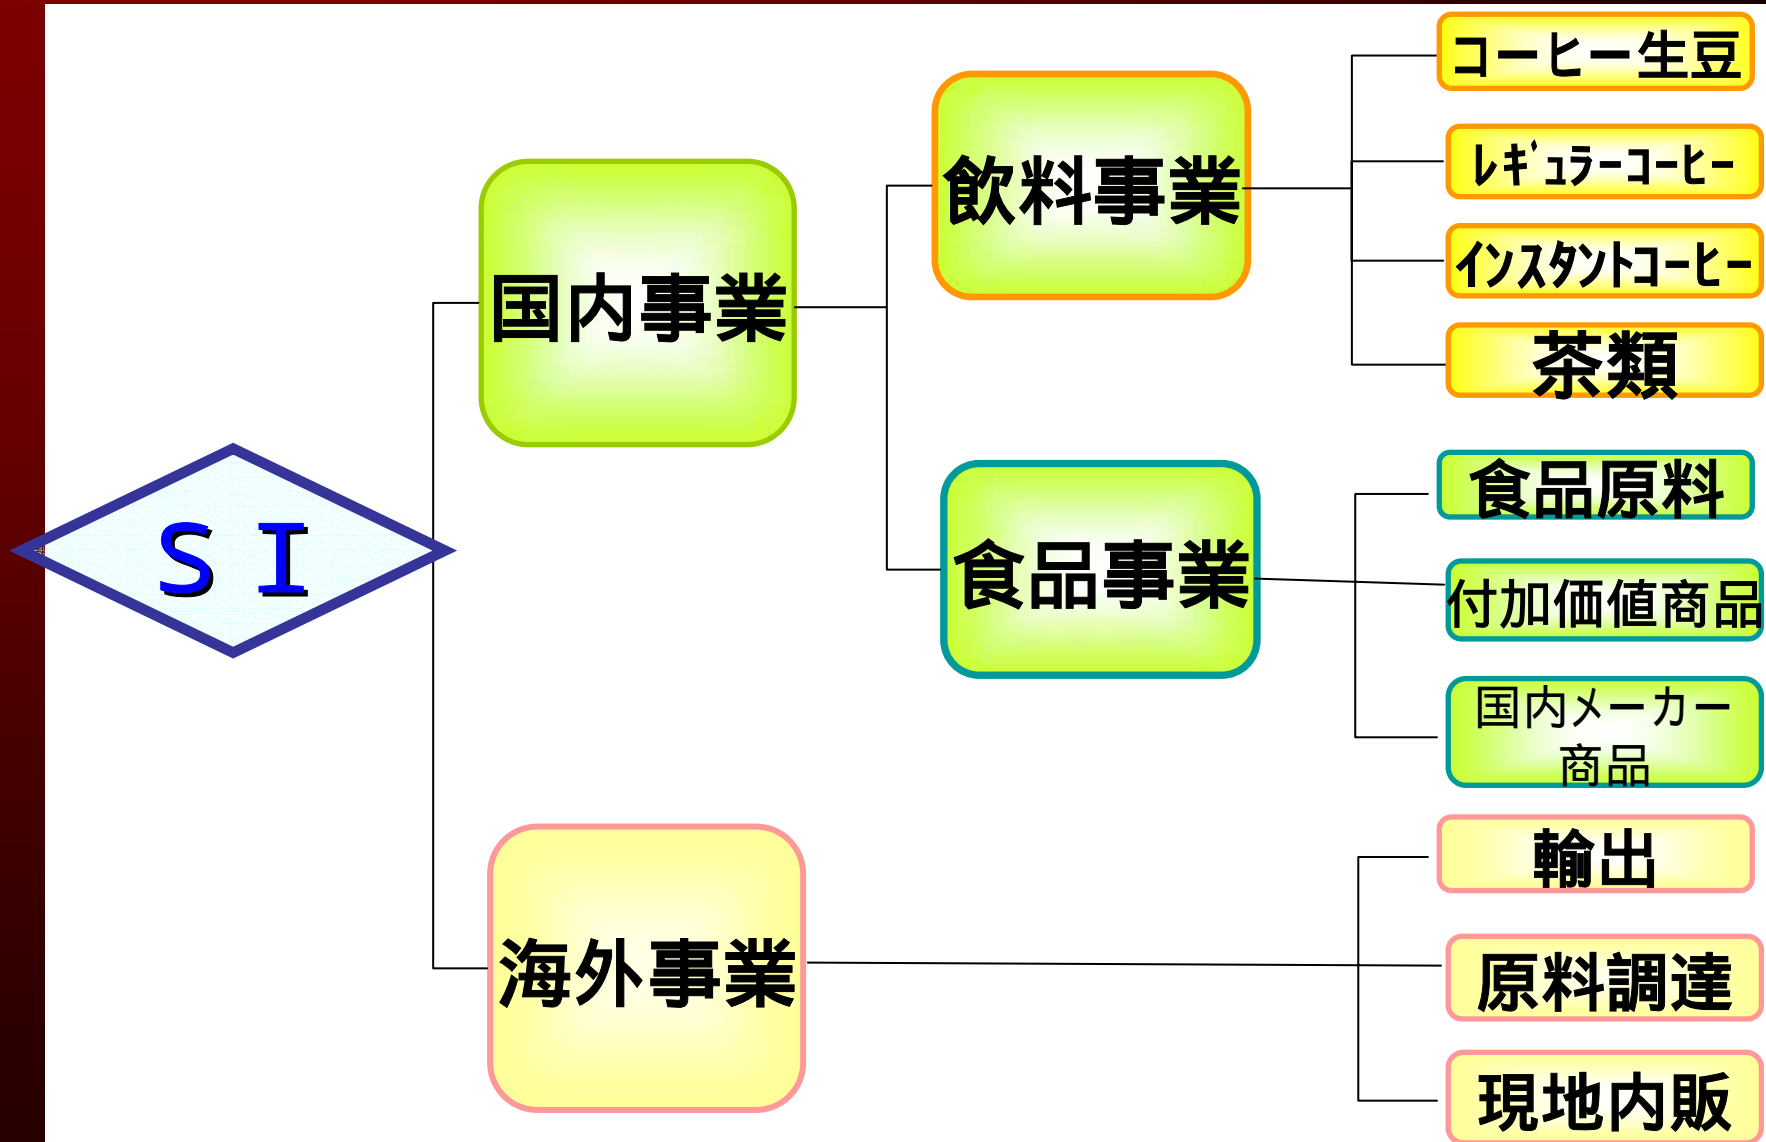 コーヒー生豆
飲料事業
ﾚｷﾞｭﾗｰｺｰﾋｰ
国内事業
ｲﾝｽﾀﾝﾄｺｰﾋｰ
茶類
食品原料
ＳＩ
食品事業
付加価値商品
国内メーカー
商品
輸出
海外事業
原料調達
現地内販